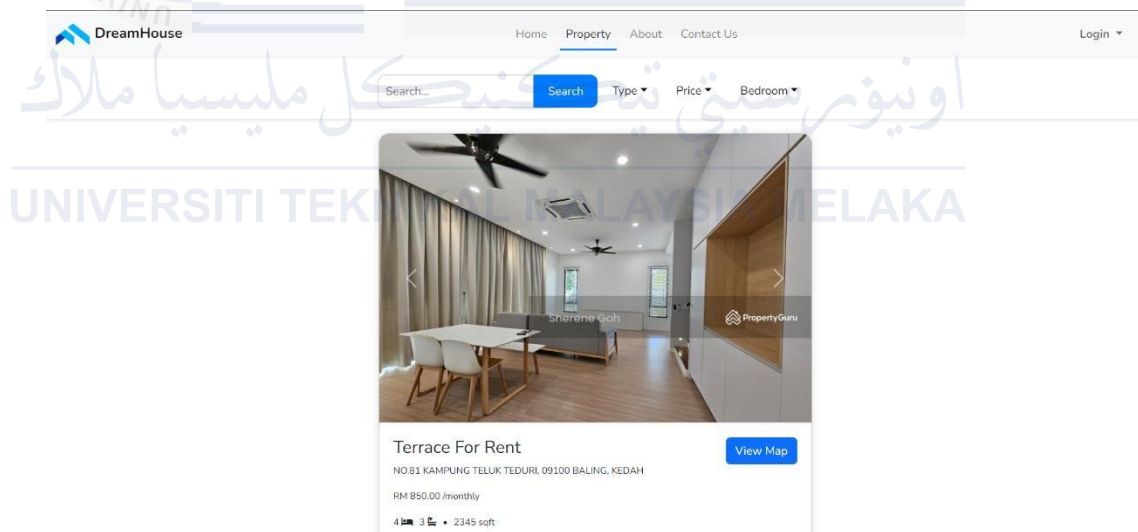 DreamHouse
Home Property About Contact Us
Login
Search...
Search
Type
Price
Bedroom
اونيۏرسيتي تيکنيکل مليسيا ملاک
UNIVERSITI TEKNIKAL MALAYSIA MELAKA
Sherene Goh
PropertyGuru
Terrace For Rent
View Map
NO.81 KAMPUNG TELUK TEDURI, 09100 BALING, KEDAH
RM 850.00 /monthly
4 3 • 2345 sqft